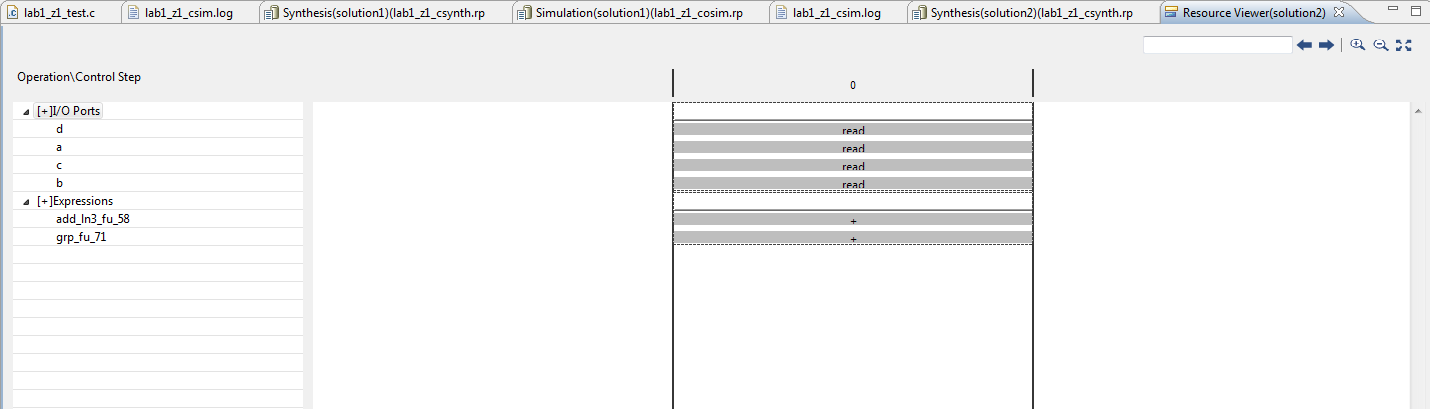 lab1_z1_test.c lab1_z1_csim.log Synthesis(solution1)(lab1_z1_csynth.rp Simulation(solution1)(lab1_z1_cosim.rp lab1_z1_csim.log Synthesis(solution2)(lab1_z1_csynth.rp Resource Viewer(solution2)
Operation\Control Step 0
[+]I/O Ports
d read
a read
c read
b read
[+]Expressions
add_ln3_fu_58 +
grp_fu_71 +